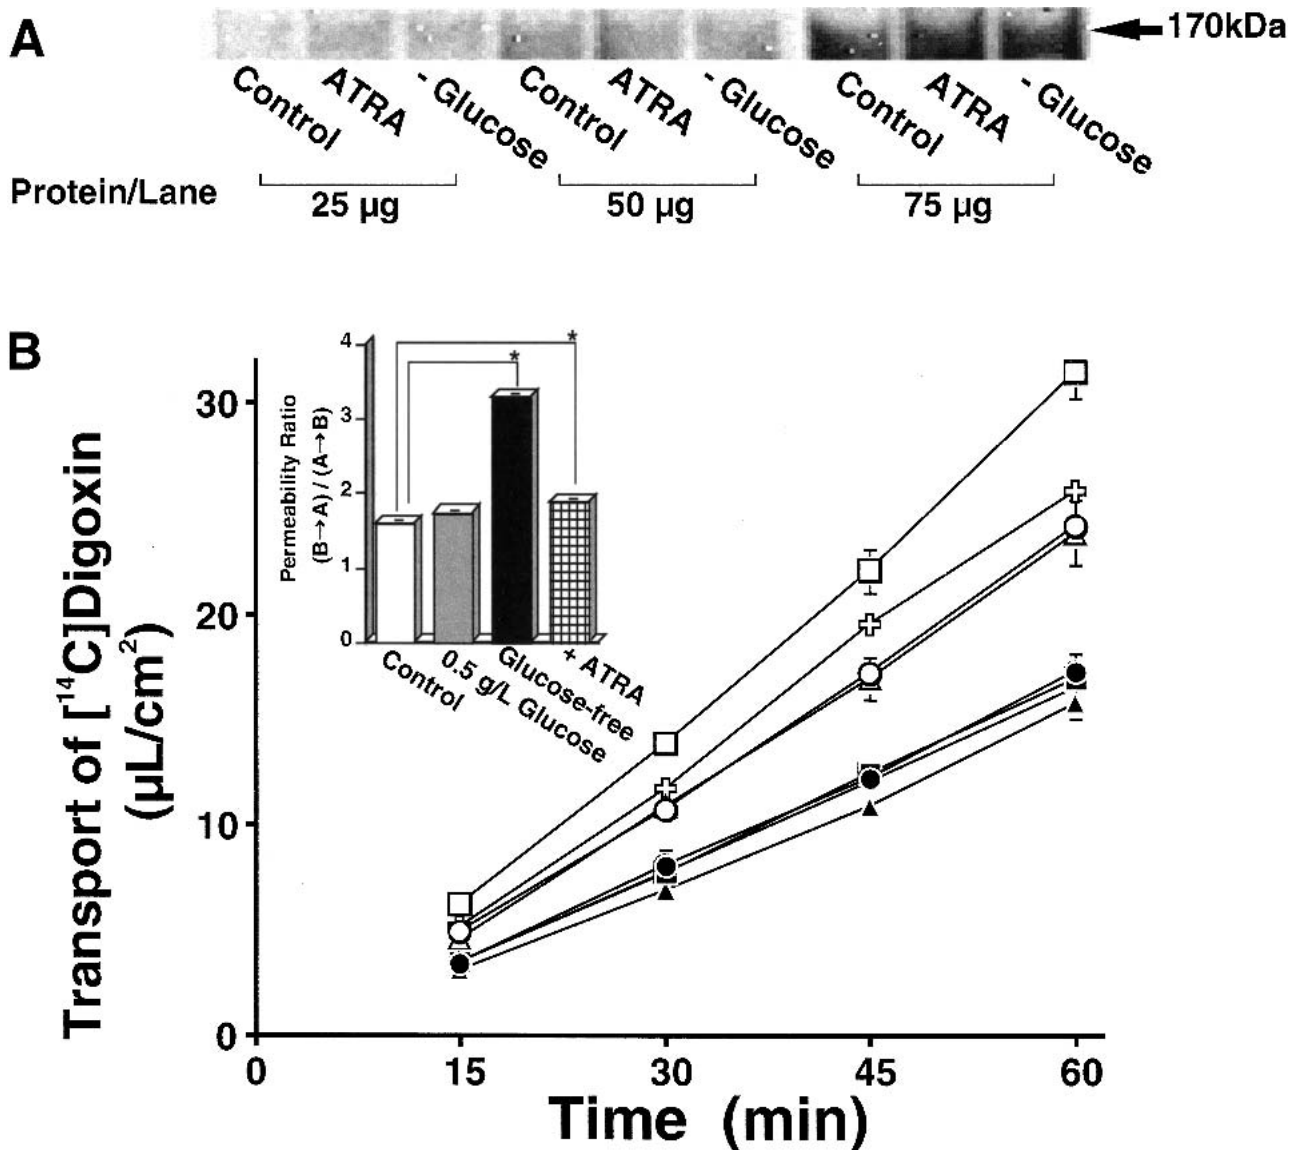 A
170kDa
Control ATRA - Glucose Control ATRA - Glucose Control ATRA - Glucose
Protein/Lane
25 µg 50 µg 75 µg
B
Permeability Ratio
(B→A) / (A→B)
4
3
2
1
0
*
*
Control
0.5 g/L Glucose
Glucose-free
+ ATRA
Transport of [¹⁴C]Digoxin
(µL/cm²)
30
20
10
0
0 15 30 45 60
Time (min)